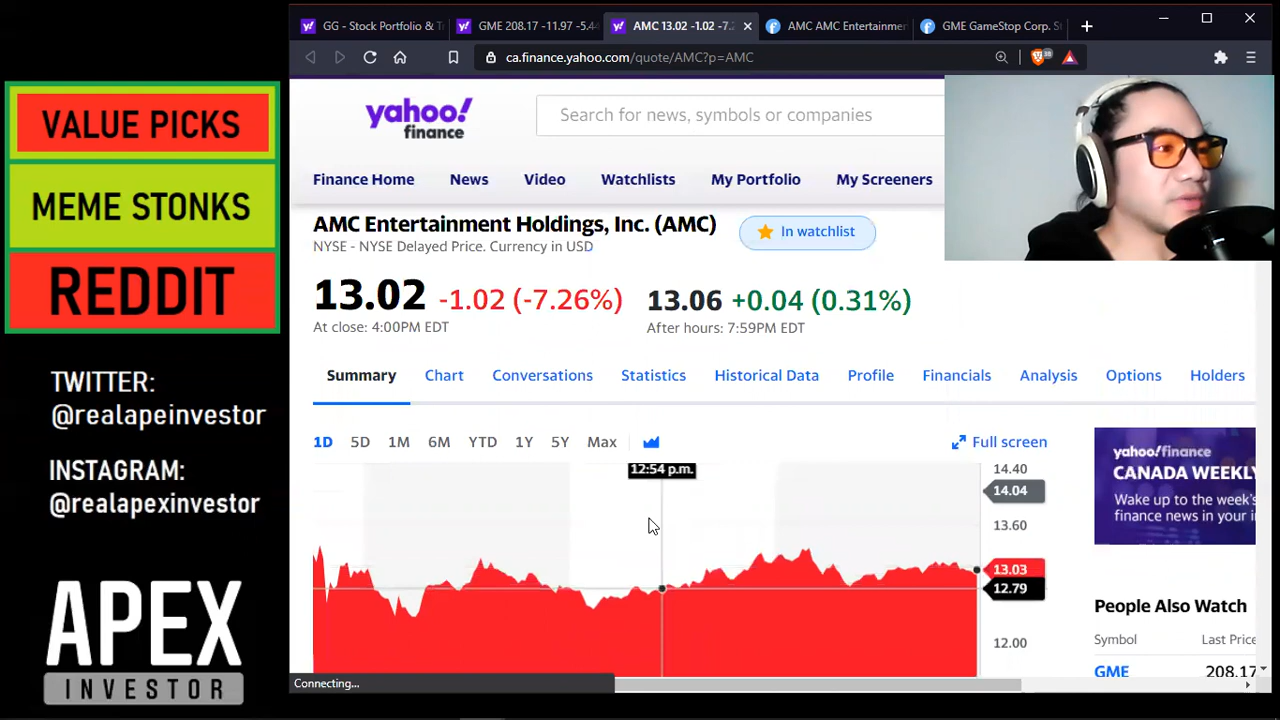 VALUE PICKS
MEME STONKS
REDDIT
TWITTER:
@realapeinvestor
INSTAGRAM:
@realapexinvestor
APEX
INVESTOR
GG - Stock Portfolio & Tr
GME 208.17 -11.97 -5.44
AMC 13.02 -1.02 -7.2
AMC AMC Entertainmen
GME GameStop Corp. St
ca.finance.yahoo.com/quote/AMC?p=AMC
yahoo!
finance
Search for news, symbols or companies
Finance Home News Video Watchlists My Portfolio My Screeners
AMC Entertainment Holdings, Inc. (AMC)
In watchlist
NYSE - NYSE Delayed Price. Currency in USD
13.02 -1.02 (-7.26%) 13.06 +0.04 (0.31%)
At close: 4:00PM EDT After hours: 7:59PM EDT
Summary Chart Conversations Statistics Historical Data Profile Financials Analysis Options Holders
1D 5D 1M 6M YTD 1Y 5Y Max Full screen
12:54 p.m.
14.40
14.04
13.60
13.03
12.79
12.00
yahoo!finance
CANADA WEEKLY
Wake up to the week's
finance news in your i
People Also Watch
Symbol Last Price
GME 208.17
Connecting...